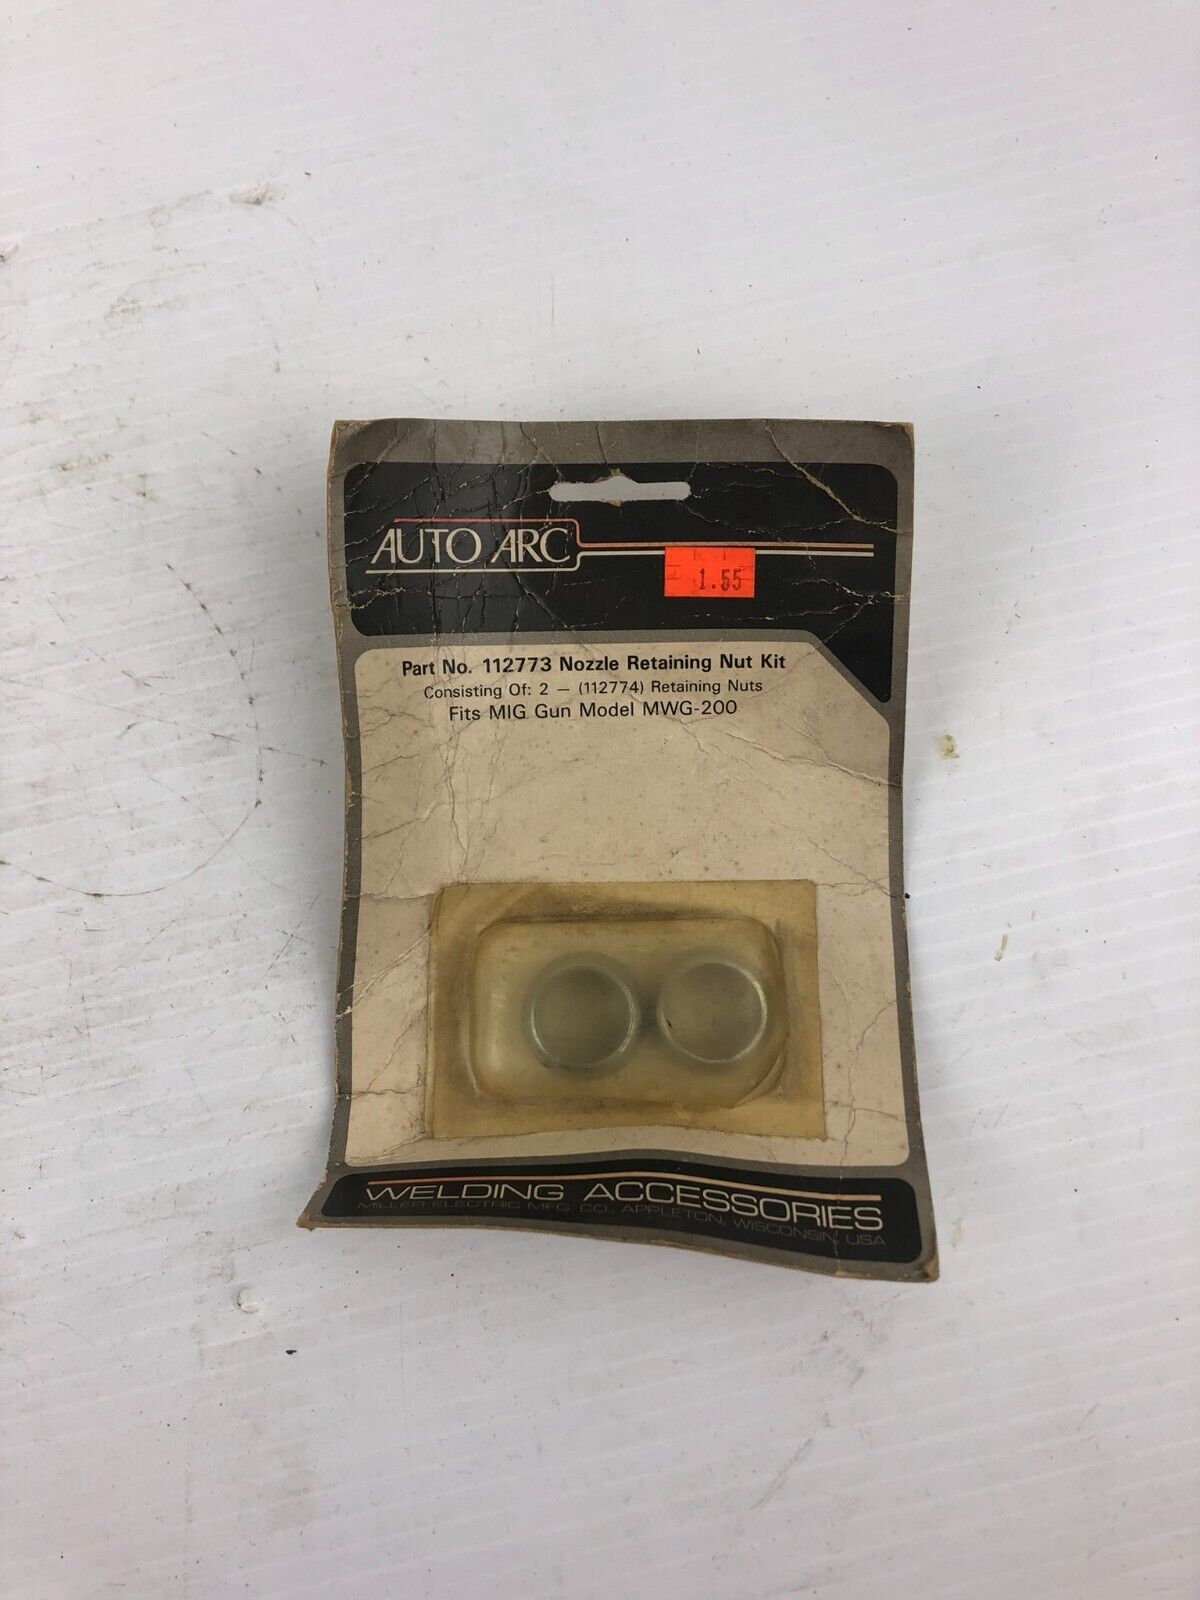 AUTO ARC
1.55
Part No. 112773 Nozzle Retaining Nut Kit
Consisting Of: 2 — (112774) Retaining Nuts
Fits MIG Gun Model MWG-200
WELDING ACCESSORIES
MILLER ELECTRIC MFG. CO., APPLETON, WISCONSIN, USA